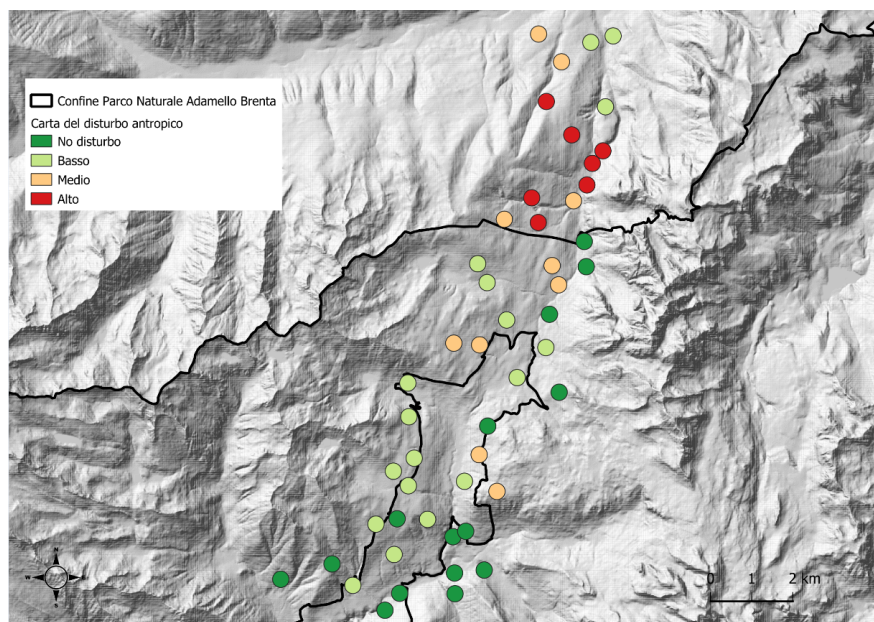 Confine Parco Naturale Adamello Brenta
Carta del disturbo antropico
No disturbo
Basso
Medio
Alto
N
W E
S
0 1 2 km